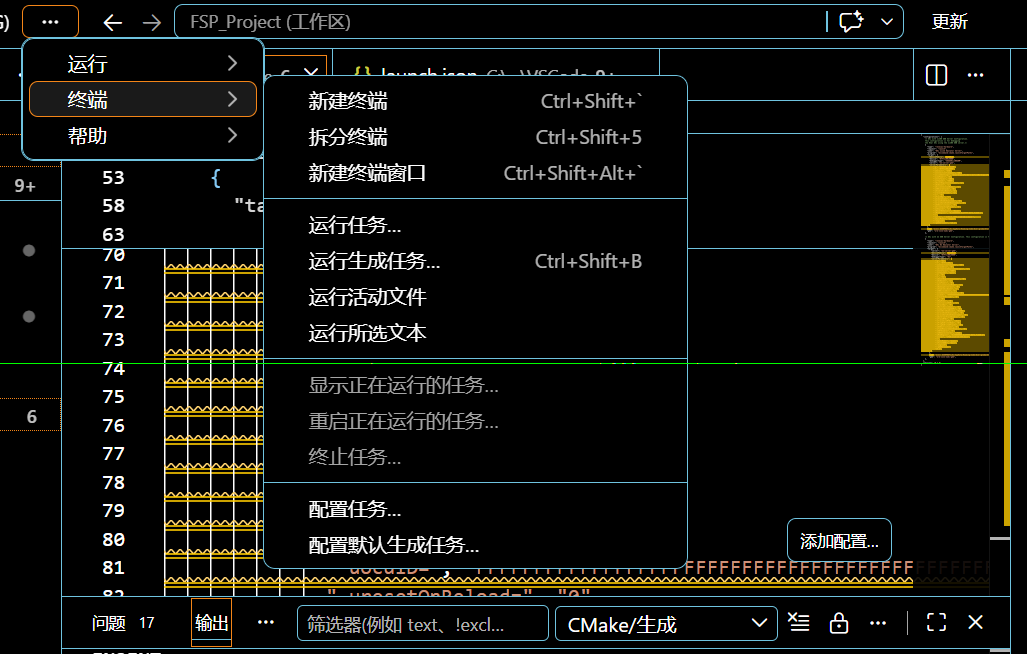 FSP_Project (工作区)
更新
运行
终端
帮助
新建终端 Ctrl+Shift+`
拆分终端 Ctrl+Shift+5
新建终端窗口 Ctrl+Shift+Alt+`
运行任务...
运行生成任务... Ctrl+Shift+B
运行活动文件
运行所选文本
显示正在运行的任务...
重启正在运行的任务...
终止任务...
配置任务...
配置默认生成任务...
9+
6
53 {
58 "ta
63
70
71
72
73
74
75
76
77
78
79
80
81
82
添加配置...
问题 17
输出
筛选器(例如 text、!excl...
CMake/生成